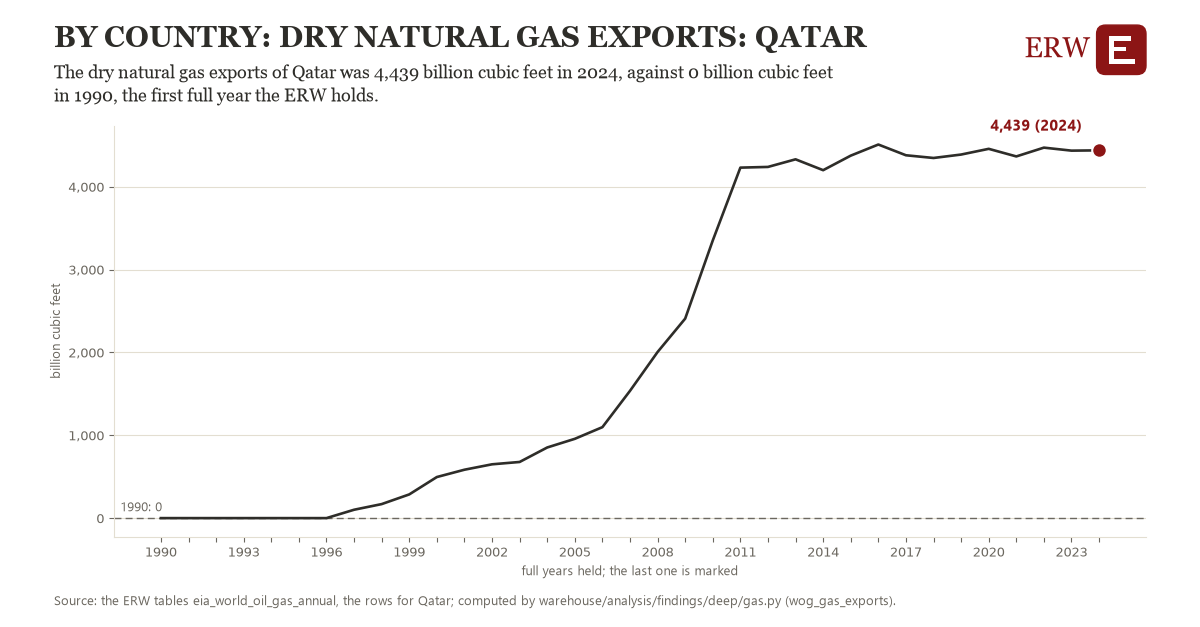 BY COUNTRY: DRY NATURAL GAS EXPORTS: QATAR
The dry natural gas exports of Qatar was 4,439 billion cubic feet in 2024, against 0 billion cubic feet
in 1990, the first full year the ERW holds.
ERW E
4,439 (2024)
billion cubic feet
4,000
3,000
2,000
1,000
0
1990: 0
1990 1993 1996 1999 2002 2005 2008 2011 2014 2017 2020 2023
full years held; the last one is marked
Source: the ERW tables eia_world_oil_gas_annual, the rows for Qatar; computed by warehouse/analysis/findings/deep/gas.py (wog_gas_exports).